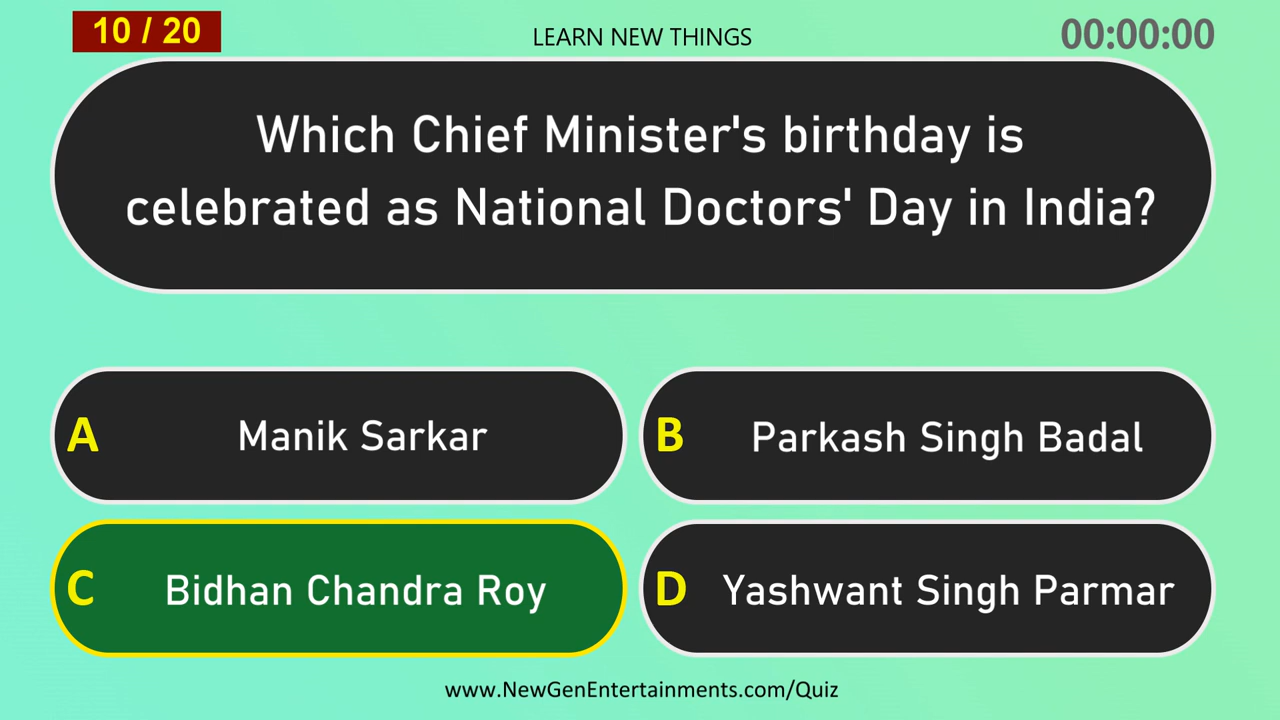 10 / 20
LEARN NEW THINGS
00:00:00
Which Chief Minister's birthday is
celebrated as National Doctors' Day in India?
A Manik Sarkar
B Parkash Singh Badal
C Bidhan Chandra Roy
D Yashwant Singh Parmar
www.NewGenEntertainments.com/Quiz